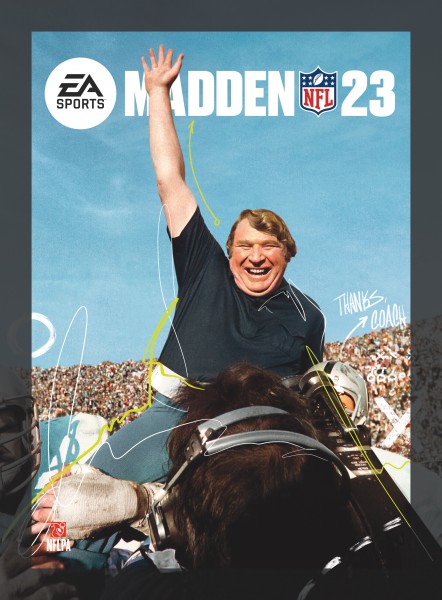 EA
SPORTS
MADDEN NFL 23
THANKS,
COACH
NFLPA